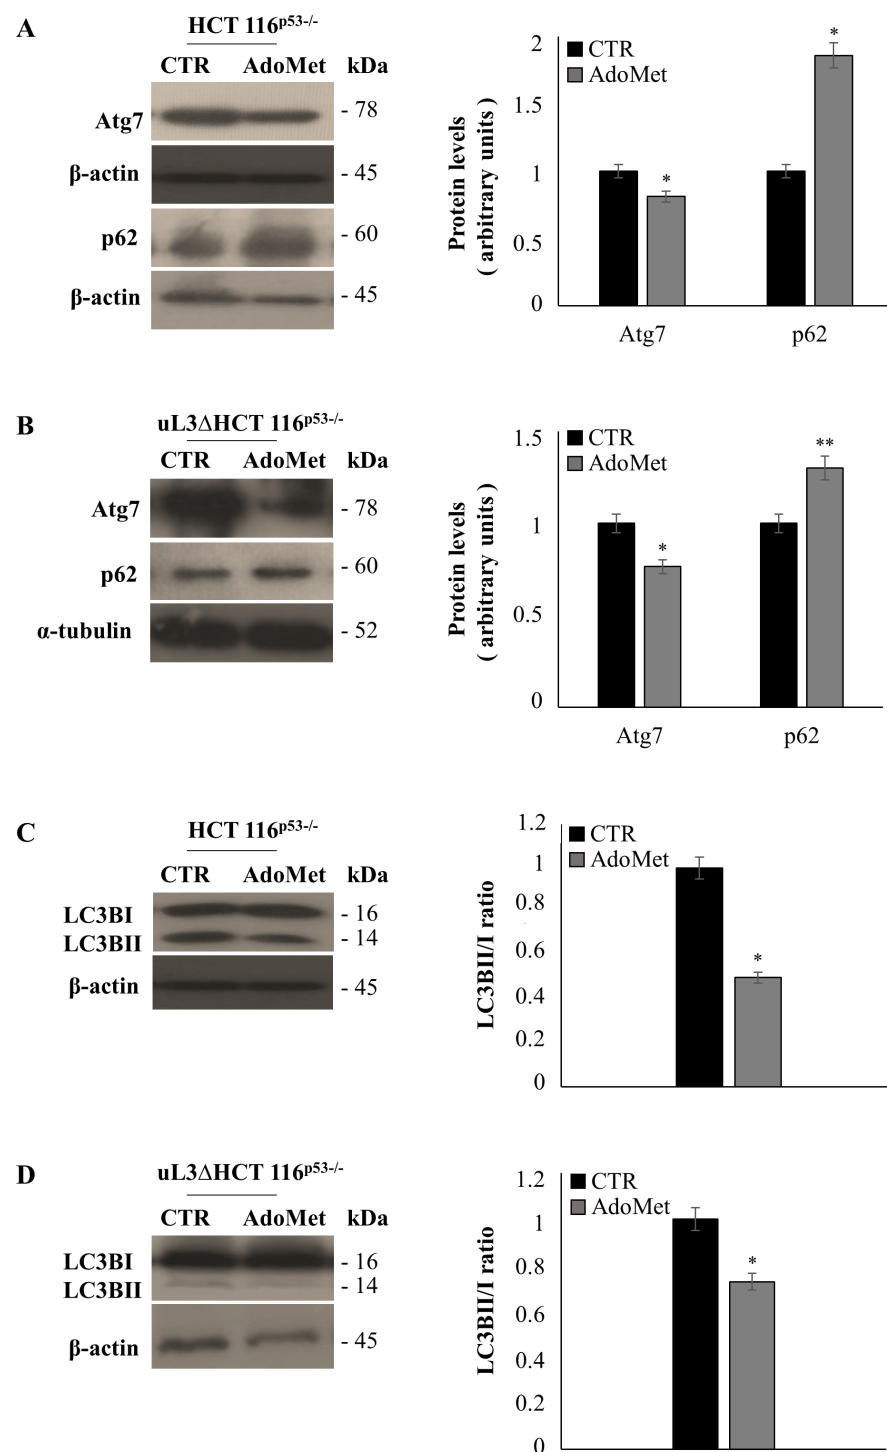 A
HCT 116p53-/-
CTR AdoMet kDa
Atg7 - 78
β-actin - 45
p62 - 60
β-actin - 45
Protein levels
( arbitrary units )
2
1.5
1
0.5
0
CTR
AdoMet
*
*
Atg7 p62
B
uL3ΔHCT 116p53-/-
CTR AdoMet kDa
Atg7 - 78
p62 - 60
α-tubulin - 52
Protein levels
( arbitrary units )
1.5
1
0.5
0
CTR
AdoMet
*
**
Atg7 p62
C
HCT 116p53-/-
CTR AdoMet kDa
LC3BI - 16
LC3BII - 14
β-actin - 45
LC3BII/I ratio
1.2
1
0.8
0.6
0.4
0.2
0
CTR
AdoMet
*
D
uL3ΔHCT 116p53-/-
CTR AdoMet kDa
LC3BI - 16
LC3BII - 14
β-actin - 45
LC3BII/I ratio
1.2
1
0.8
0.6
0.4
0.2
0
CTR
AdoMet
*